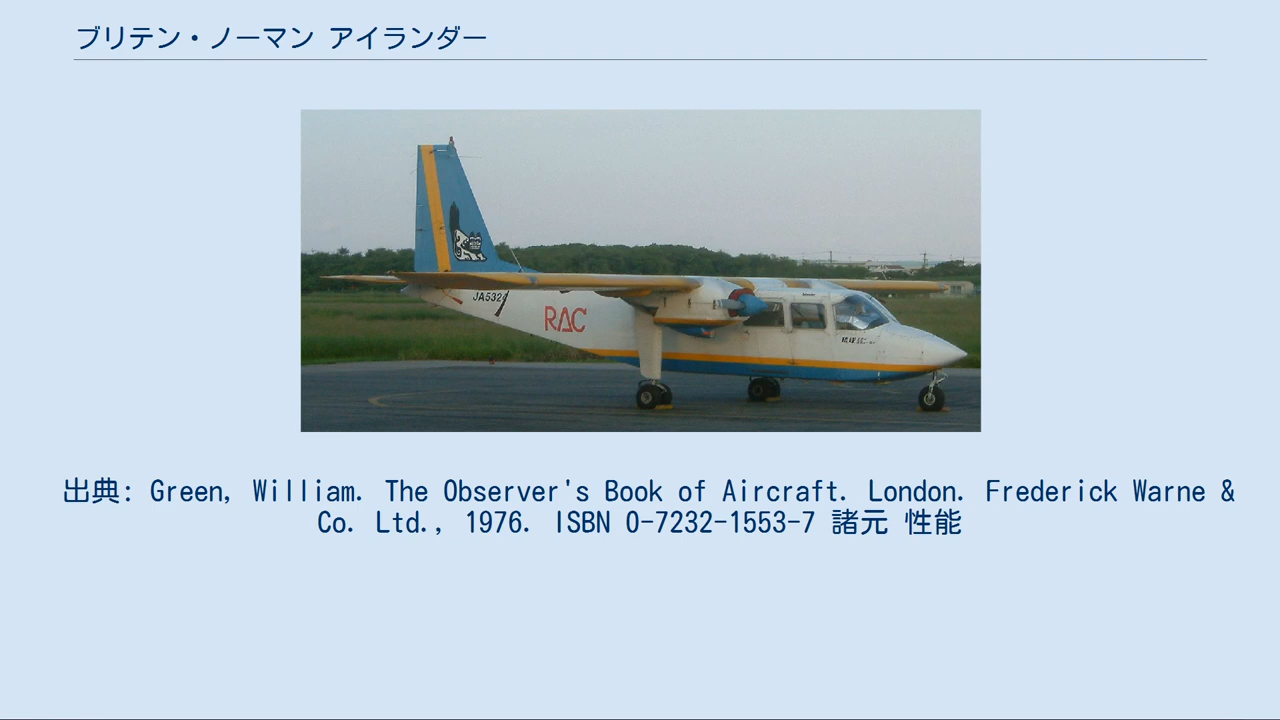 ブリテン・ノーマン アイランダー
JA532
RAC
出典: Green, William. The Observer's Book of Aircraft. London. Frederick Warne &
Co. Ltd., 1976. ISBN 0-7232-1553-7 諸元 性能